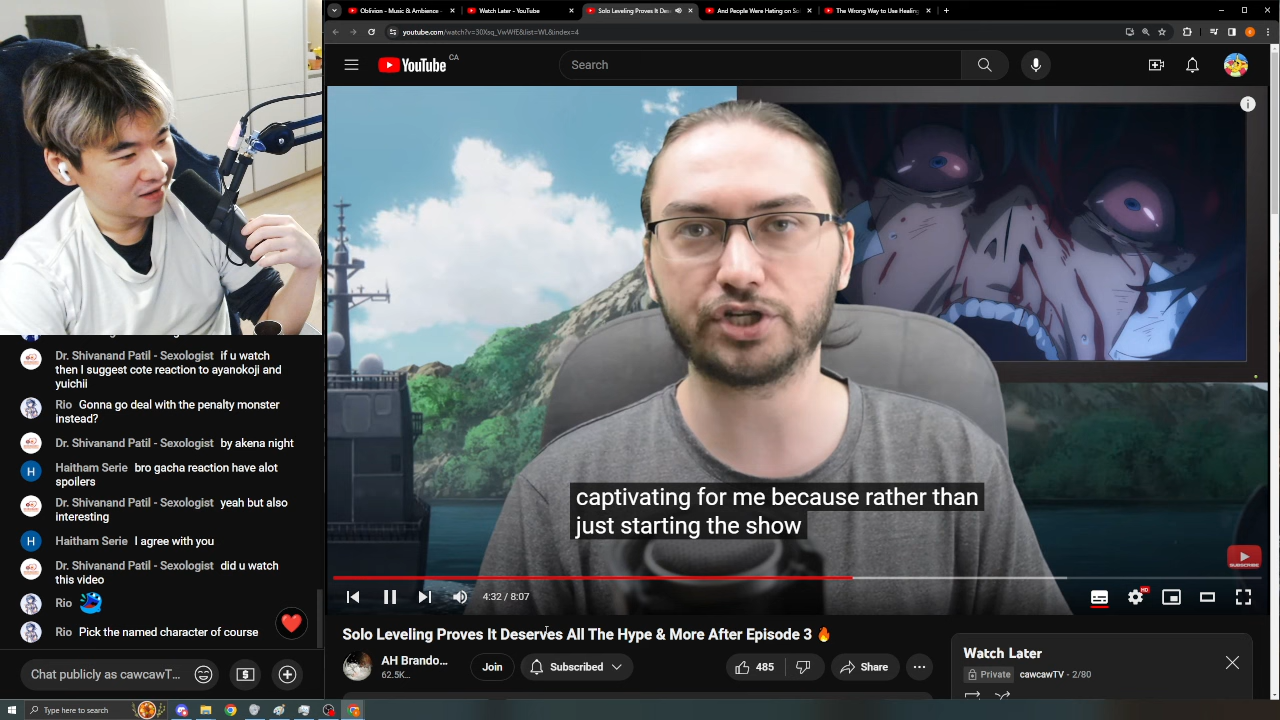 Oblivion - Music & Ambience -
Watch Later - YouTube
Solo Leveling Proves It Des
And People Were Hating on So
The Wrong Way to Use Healing
youtube.com/watch?v=30Xsq_VwWfE&list=WL&index=4
YouTube CA
Search
captivating for me because rather than
just starting the show
SUBSCRIBE
4:32 / 8:07
HD
Solo Leveling Proves It Deserves All The Hype & More After Episode 3 🔥
AH Brando...
62.5K...
Join
Subscribed
485
Share
Watch Later
Private cawcawTV - 2/80
Dr. Shivanand Patil - Sexologist if u watch
then I suggest cote reaction to ayanokoji and
yuichii
Rio Gonna go deal with the penalty monster
instead?
Dr. Shivanand Patil - Sexologist by akena night
Haitham Serie bro gacha reaction have alot
spoilers
Dr. Shivanand Patil - Sexologist yeah but also
interesting
H
Haitham Serie I agree with you
H
Dr. Shivanand Patil - Sexologist did u watch
this video
Rio
Rio Pick the named character of course
Chat publicly as cawcawT...
Type here to search